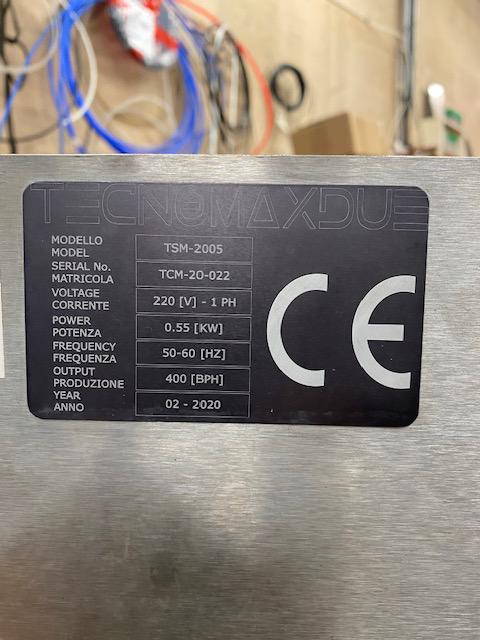 TECNOMAXDUE
MODELLO
MODEL
TSM-2005
SERIAL No.
MATRICOLA
TCM-20-022
VOLTAGE
CORRENTE
220 [V] - 1 PH
POWER
POTENZA
0.55 [KW]
FREQUENCY
FREQUENZA
50-60 [HZ]
OUTPUT
PRODUZIONE
400 [BPH]
YEAR
ANNO
02 - 2020
CE